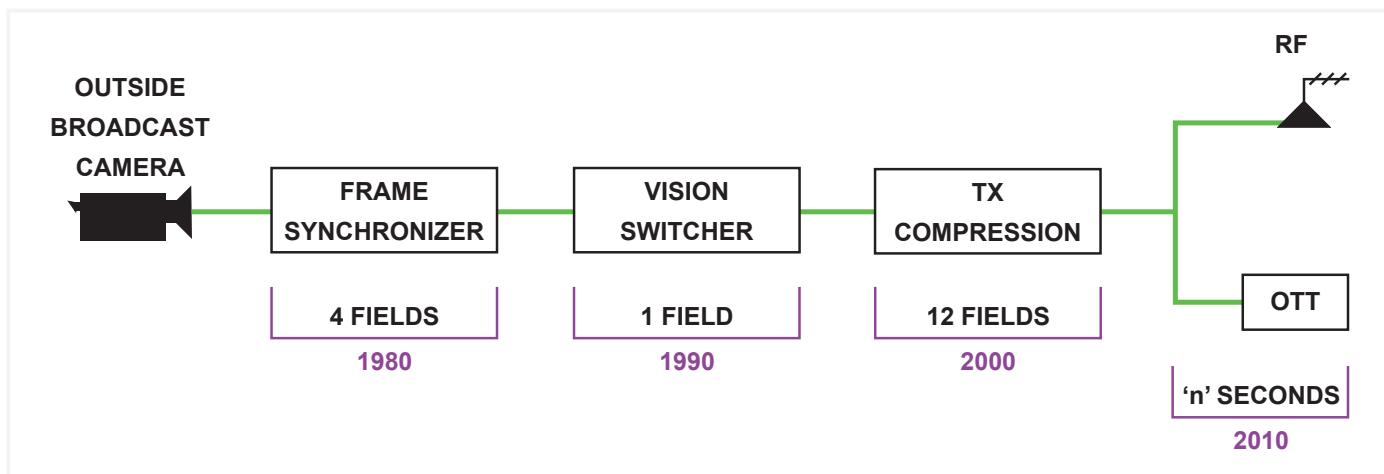 OUTSIDE
BROADCAST
CAMERA
FRAME
SYNCHRONIZER
4 FIELDS
1980
VISION
SWITCHER
1 FIELD
1990
TX
COMPRESSION
12 FIELDS
2000
RF
OTT
‘n’ SECONDS
2010